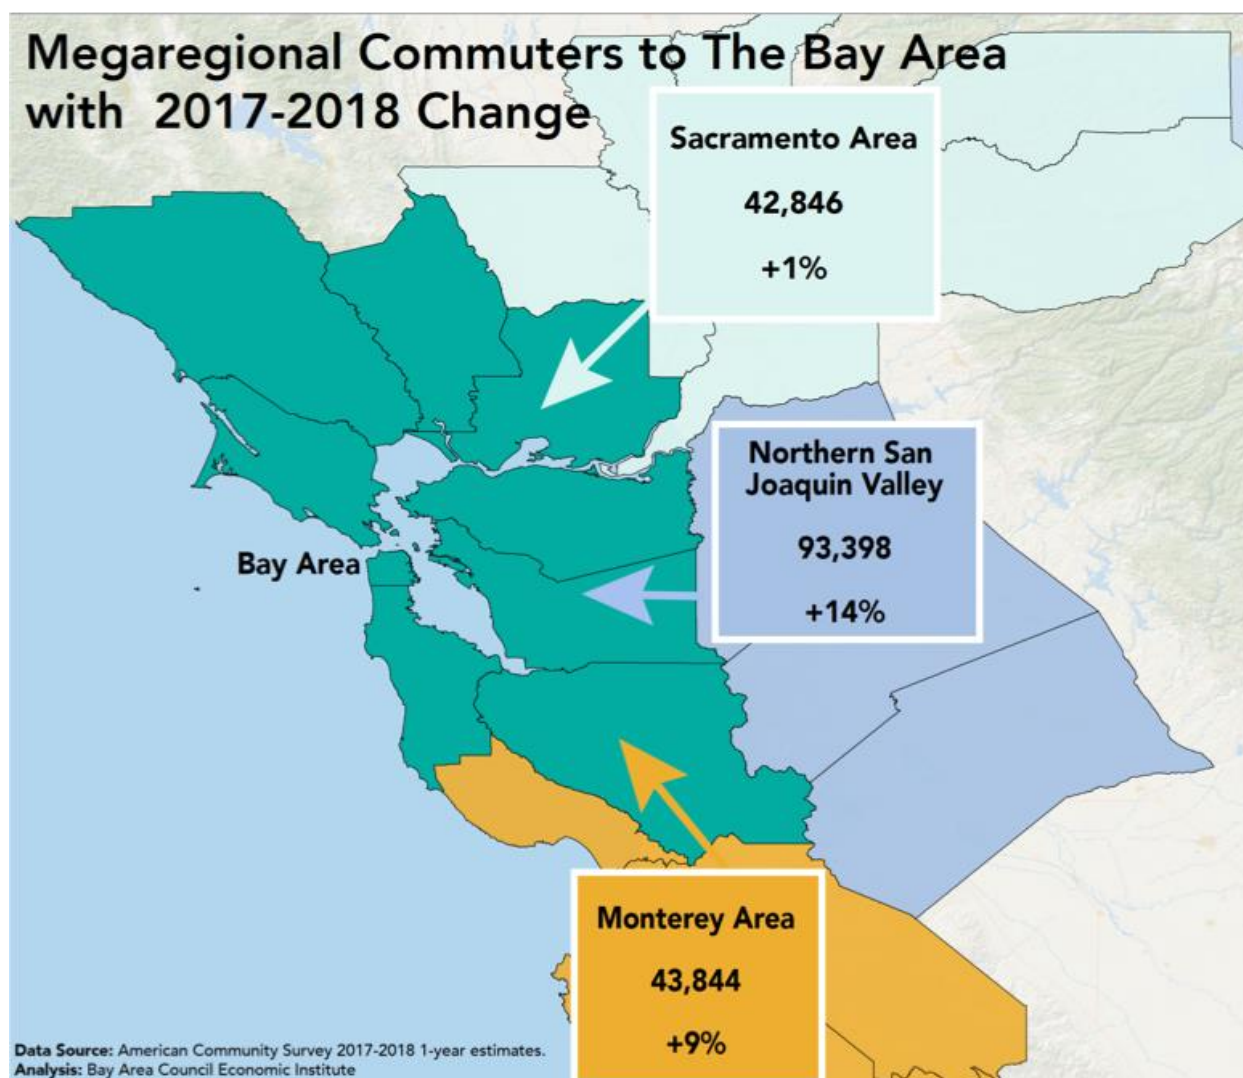 Megaregional Commuters to The Bay Area
with 2017-2018 Change
Sacramento Area
42,846
+1%
Northern San
Joaquin Valley
93,398
+14%
Bay Area
Monterey Area
43,844
+9%
Data Source: American Community Survey 2017-2018 1-year estimates.
Analysis: Bay Area Council Economic Institute